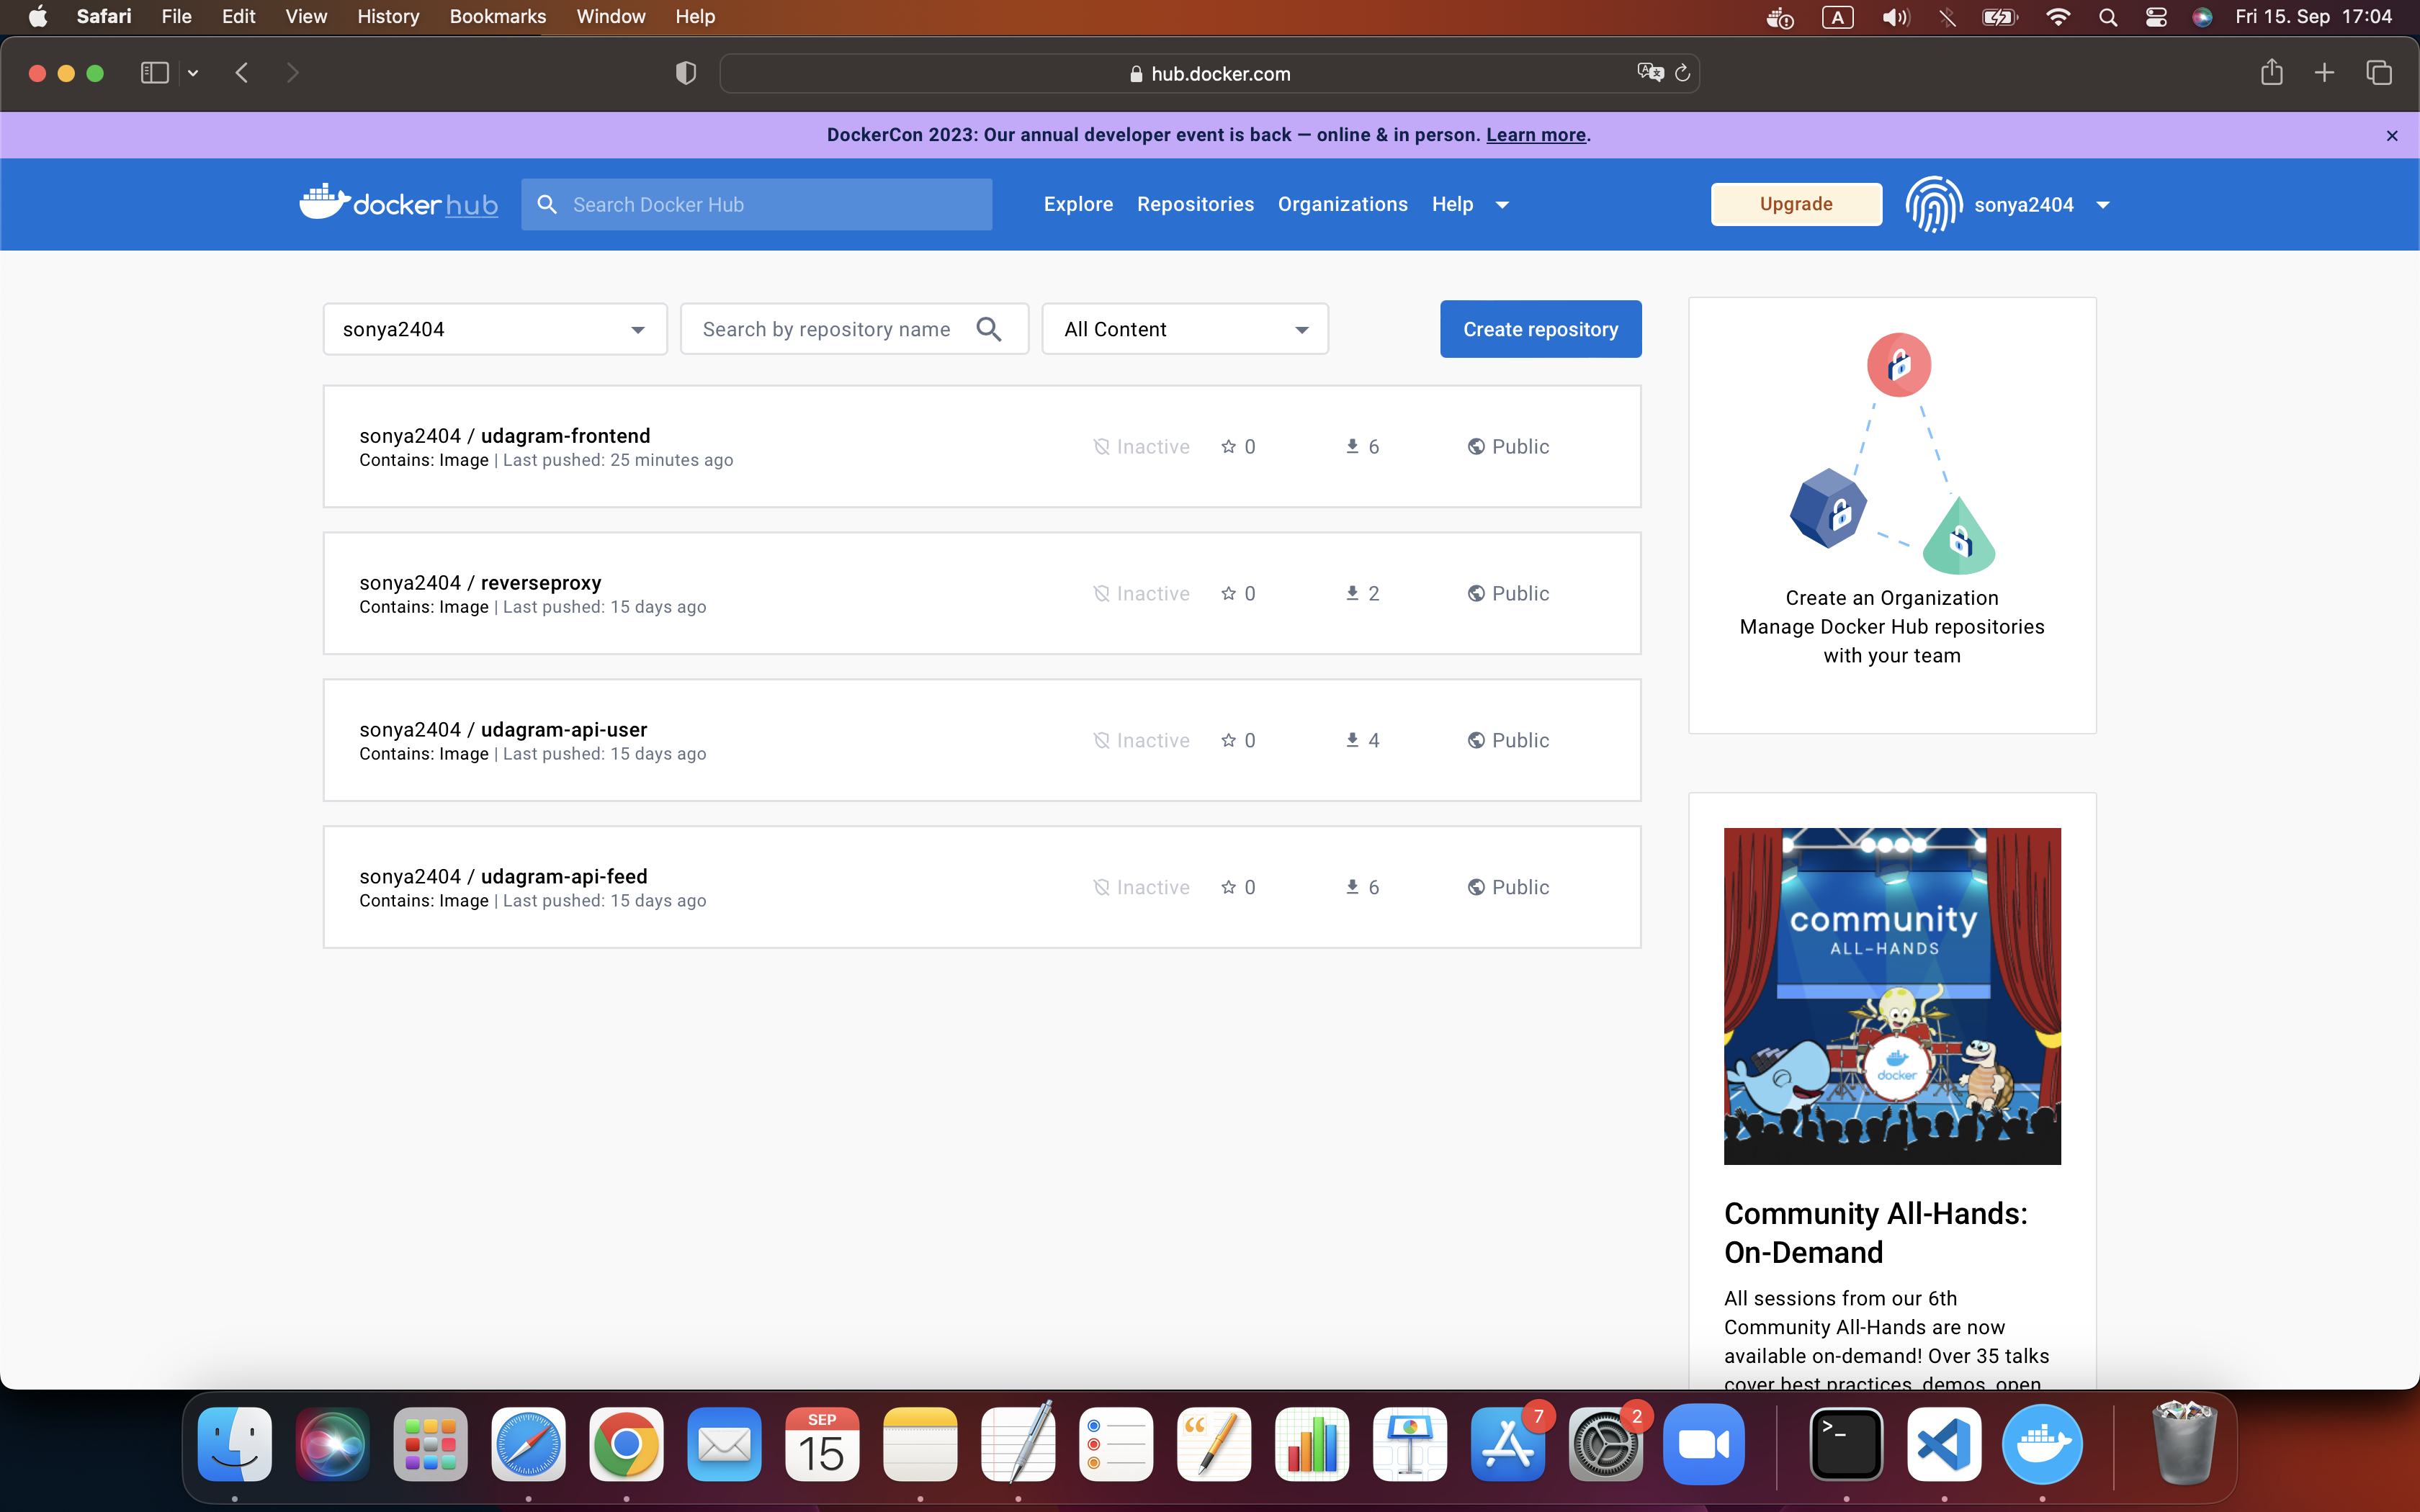 Safari File Edit View History Bookmarks Window Help A Fri 15. Sep 17:04
hub.docker.com
DockerCon 2023: Our annual developer event is back — online & in person. Learn more.
docker hub Search Docker Hub Explore Repositories Organizations Help Upgrade sonya2404
sonya2404 Search by repository name All Content Create repository
sonya2404 / udagram-frontend
Contains: Image | Last pushed: 25 minutes ago
Inactive 0 6 Public
sonya2404 / reverseproxy
Contains: Image | Last pushed: 15 days ago
Inactive 0 2 Public
sonya2404 / udagram-api-user
Contains: Image | Last pushed: 15 days ago
Inactive 0 4 Public
sonya2404 / udagram-api-feed
Contains: Image | Last pushed: 15 days ago
Inactive 0 6 Public
Create an Organization
Manage Docker Hub repositories
with your team
community
ALL-HANDS
docker
Community All-Hands:
On-Demand
All sessions from our 6th
Community All-Hands are now
available on-demand! Over 35 talks
cover best practices, demos, open
SEP
15
7
2